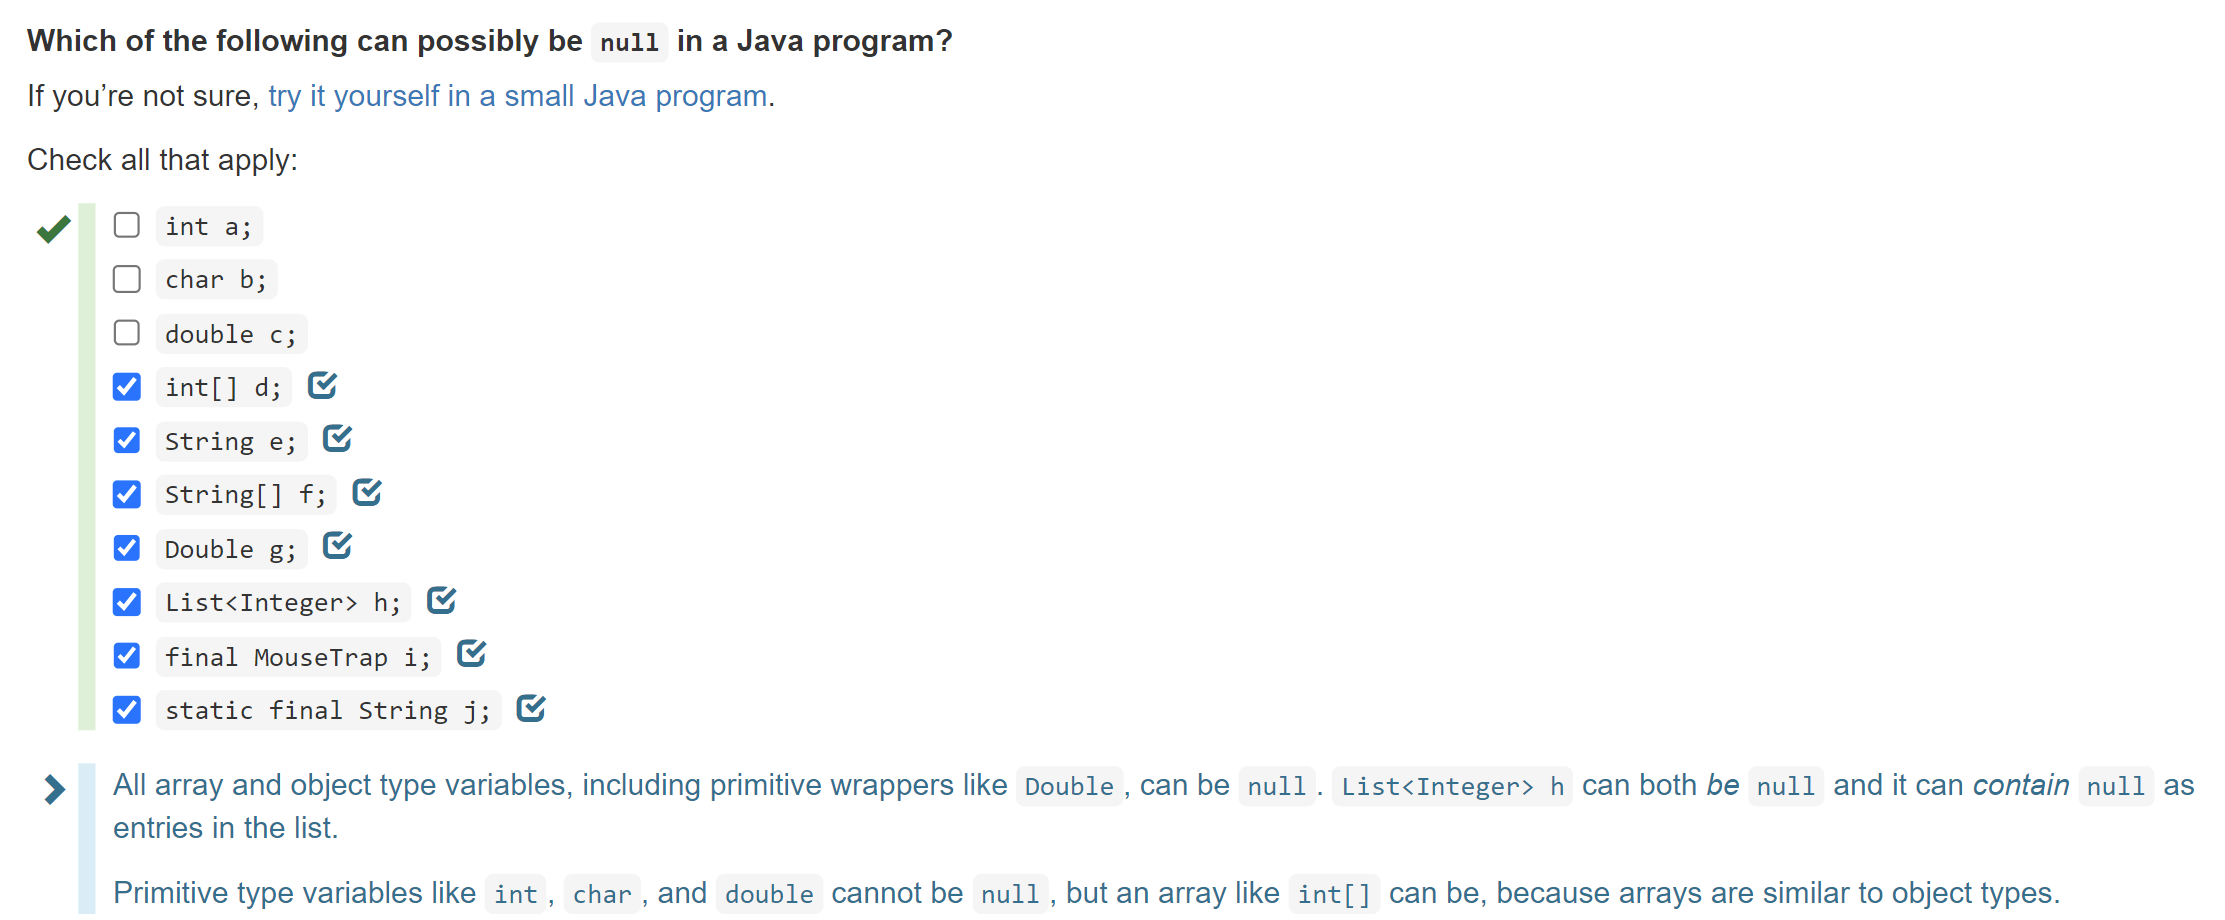 Which of the following can possibly be null in a Java program?
If you’re not sure, try it yourself in a small Java program.
Check all that apply:
int a;
char b;
double c;
int[] d;
String e;
String[] f;
Double g;
List<Integer> h;
final MouseTrap i;
static final String j;
All array and object type variables, including primitive wrappers like Double, can be null. List<Integer> h can both be null and it can contain null as
entries in the list.
Primitive type variables like int, char, and double cannot be null, but an array like int[] can be, because arrays are similar to object types.